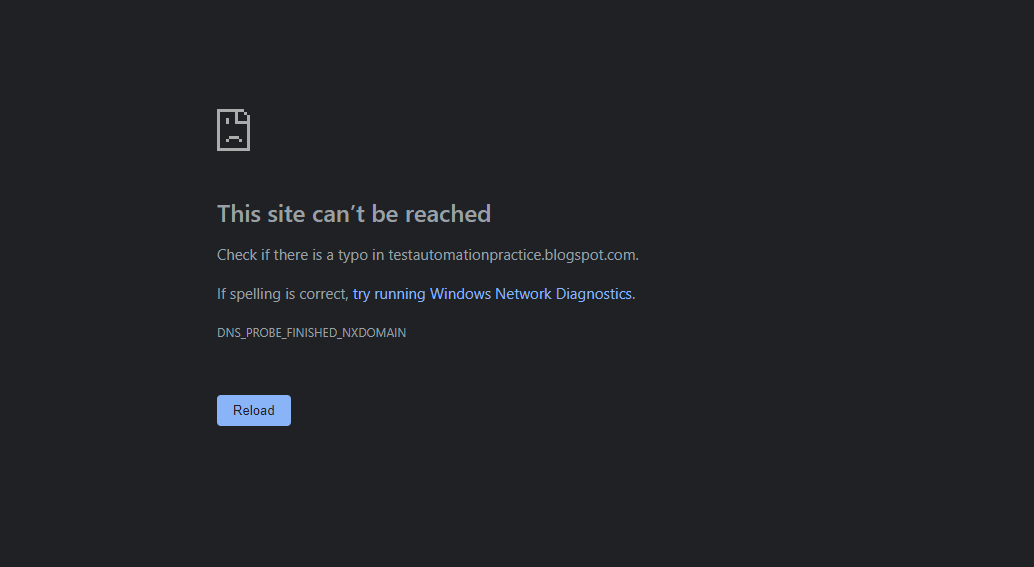 This site can’t be reached
Check if there is a typo in testautomationpractice.blogspot.com.
If spelling is correct, try running Windows Network Diagnostics.
DNS_PROBE_FINISHED_NXDOMAIN
Reload